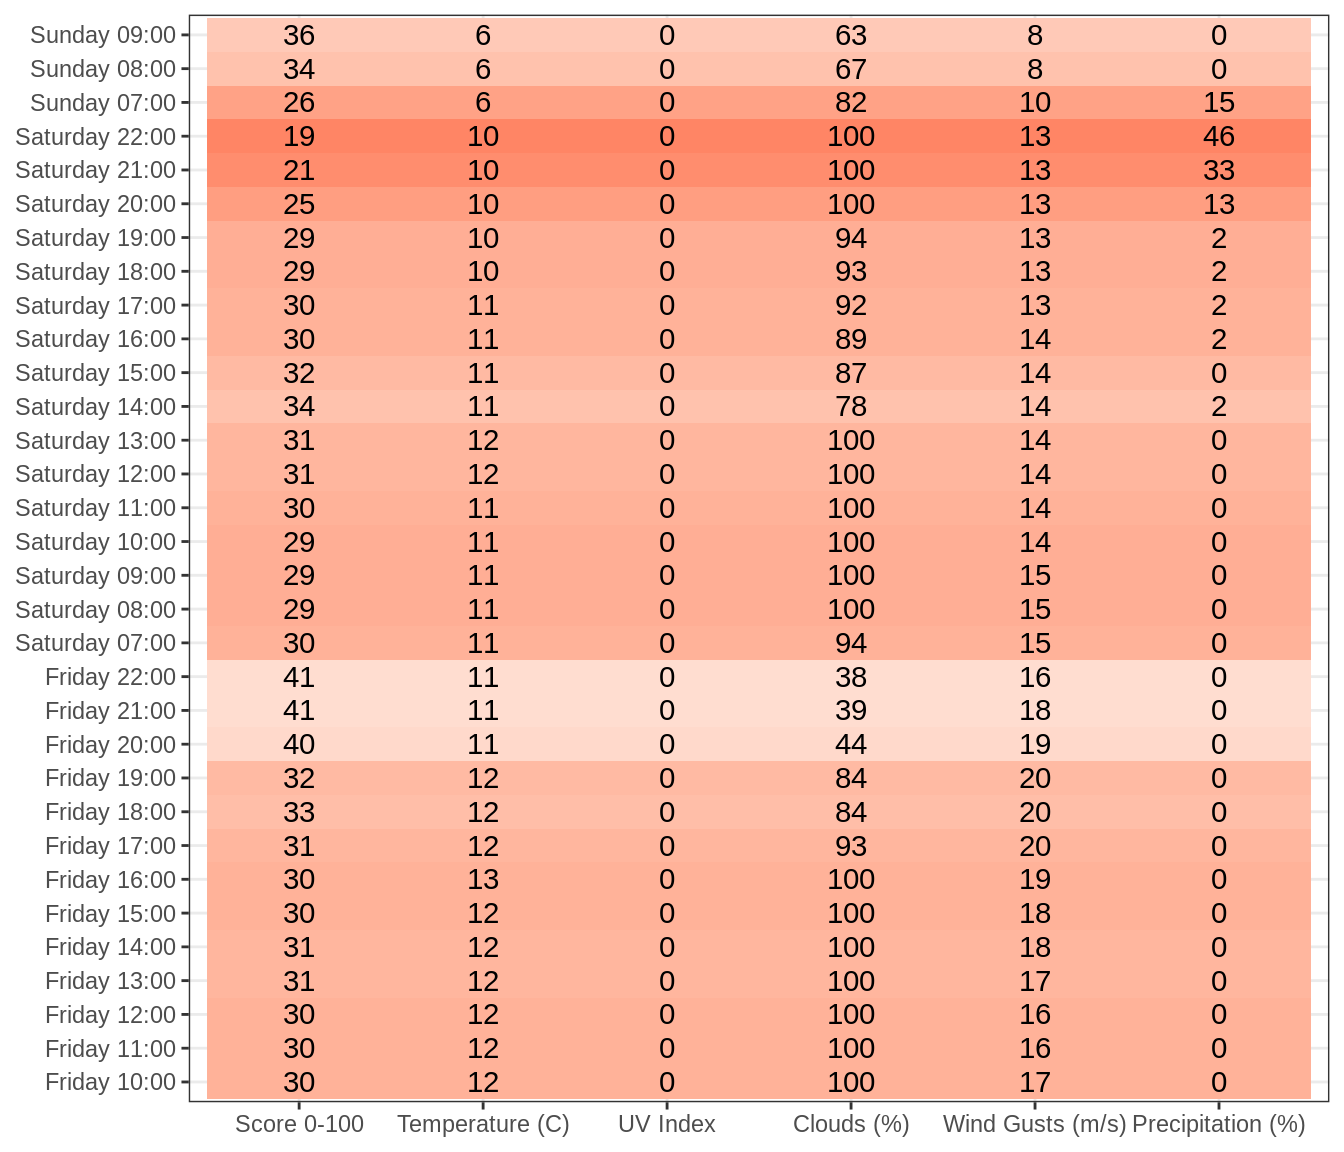 Sunday 09:00 36 6 0 63 8 0
Sunday 08:00 34 6 0 67 8 0
Sunday 07:00 26 6 0 82 10 15
Saturday 22:00 19 10 0 100 13 46
Saturday 21:00 21 10 0 100 13 33
Saturday 20:00 25 10 0 100 13 13
Saturday 19:00 29 10 0 94 13 2
Saturday 18:00 29 10 0 93 13 2
Saturday 17:00 30 11 0 92 13 2
Saturday 16:00 30 11 0 89 14 2
Saturday 15:00 32 11 0 87 14 0
Saturday 14:00 34 11 0 78 14 2
Saturday 13:00 31 12 0 100 14 0
Saturday 12:00 31 12 0 100 14 0
Saturday 11:00 30 11 0 100 14 0
Saturday 10:00 29 11 0 100 14 0
Saturday 09:00 29 11 0 100 15 0
Saturday 08:00 29 11 0 100 15 0
Saturday 07:00 30 11 0 94 15 0
Friday 22:00 41 11 0 38 16 0
Friday 21:00 41 11 0 39 18 0
Friday 20:00 40 11 0 44 19 0
Friday 19:00 32 12 0 84 20 0
Friday 18:00 33 12 0 84 20 0
Friday 17:00 31 12 0 93 20 0
Friday 16:00 30 13 0 100 19 0
Friday 15:00 30 12 0 100 18 0
Friday 14:00 31 12 0 100 18 0
Friday 13:00 31 12 0 100 17 0
Friday 12:00 30 12 0 100 16 0
Friday 11:00 30 12 0 100 16 0
Friday 10:00 30 12 0 100 17 0
Score 0-100 Temperature (C) UV Index Clouds (%) Wind Gusts (m/s) Precipitation (%)